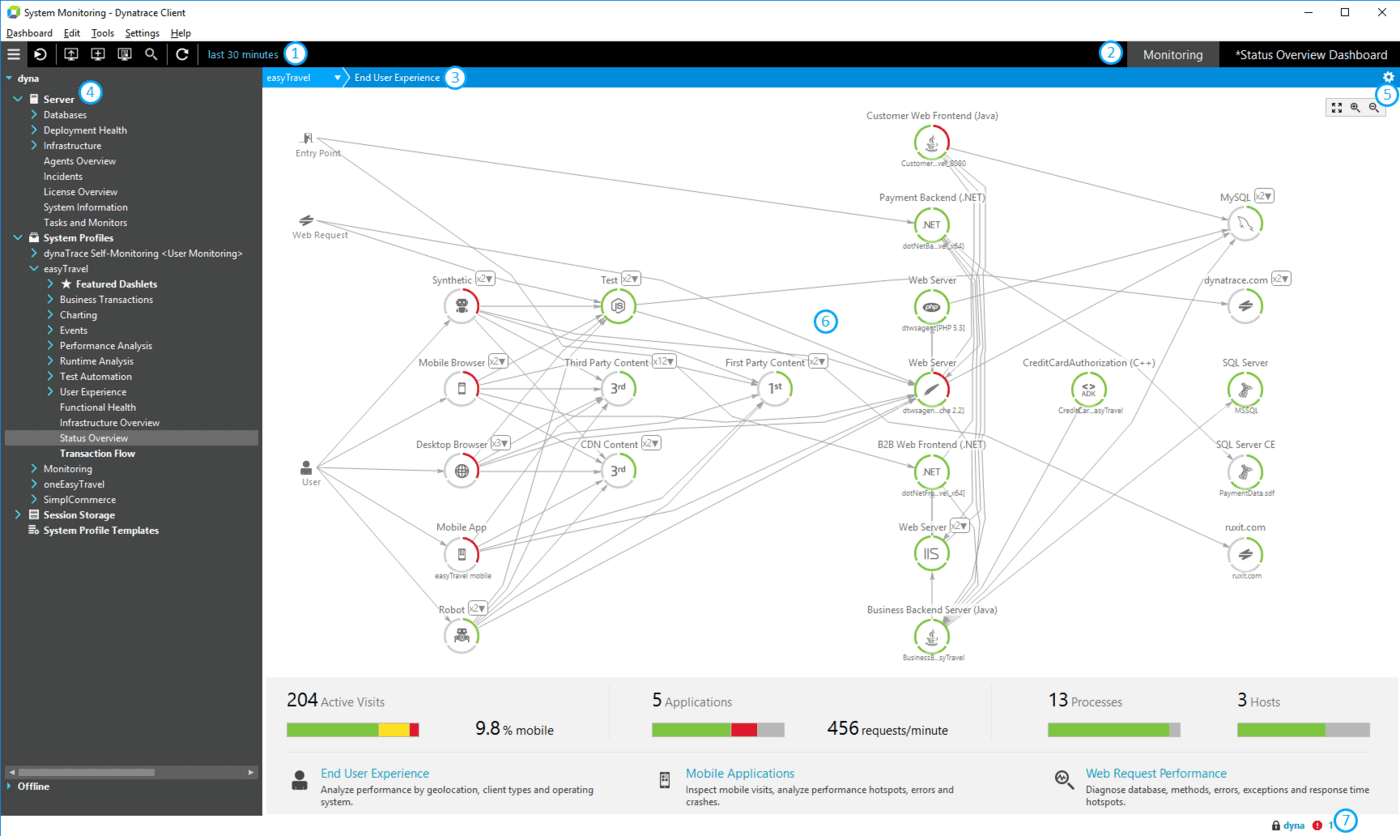 System Monitoring - Dynatrace Client
Dashboard Edit Tools Settings Help
last 30 minutes 1
2 Monitoring *Status Overview Dashboard
easyTravel End User Experience 3
5
dyna
4
Server
Databases
Deployment Health
Infrastructure
Agents Overview
Incidents
License Overview
System Information
Tasks and Monitors
System Profiles
dynaTrace Self-Monitoring <User Monitoring>
easyTravel
Featured Dashlets
Business Transactions
Charting
Events
Performance Analysis
Runtime Analysis
Test Automation
User Experience
Functional Health
Infrastructure Overview
Status Overview
Transaction Flow
Monitoring
oneEasyTravel
SimplCommerce
Session Storage
System Profile Templates
Offline
Entry Point
Web Request
User
Synthetic x2
Mobile Browser x2
Desktop Browser x3
Mobile App
easyTravel mobile
Robot x2
Test x2
JS
Third Party Content x12
3rd
CDN Content x2
3rd
First Party Content x2
1st
6
Customer Web Frontend (Java)
Customer...vel_8080
Payment Backend (.NET)
.NET
dotNetBa...vel_x64]
Web Server
php
dtwsagent[PHP 5.3]
Web Server
dtwsagen...che 2.2]
B2B Web Frontend (.NET)
.NET
dotNetFro...vel_x64]
Web Server x2
IIS
Business Backend Server (Java)
BusinessB...syTravel
CreditCardAuthorization (C++)
<> ADK
CreditCar...asyTravel
MySQL x2
dynatrace.com x2
SQL Server
MSSQL
SQL Server CE
PaymentData.sdf
ruxit.com
ruxit.com
204 Active Visits
9.8 % mobile
5 Applications
456 requests/minute
13 Processes
3 Hosts
End User Experience
Analyze performance by geolocation, client types and operating
system.
Mobile Applications
Inspect mobile visits, analyze performance hotspots, errors and
crashes.
Web Request Performance
Diagnose database, methods, errors, exceptions and response time
hotspots.
dyna 1 7